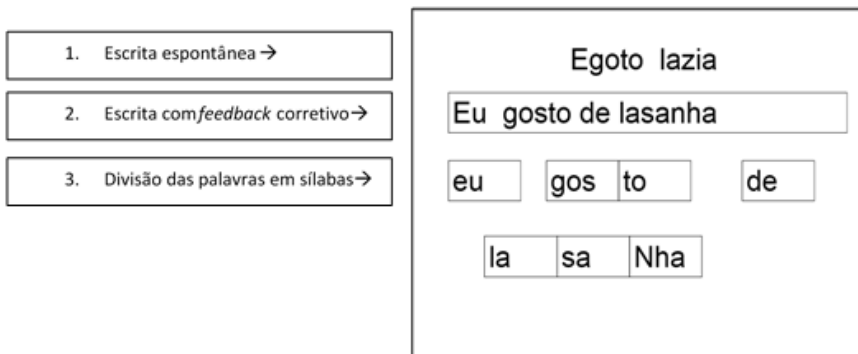 1. Escrita espontânea →
Egoto lazia
2. Escrita com feedback corretivo →
Eu gosto de lasanha
3. Divisão das palavras em sílabas →
eu gos to de
la sa Nha